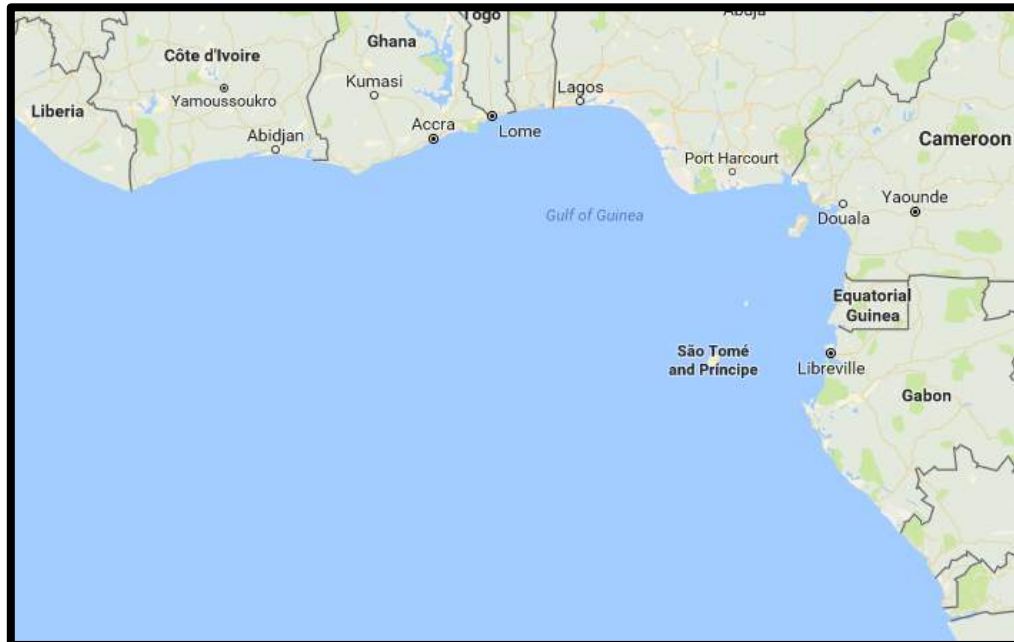 Togo
Abuja
Ghana
Côte d'Ivoire
Kumasi
Lagos
Yamoussoukro
Liberia
Accra
Lome
Abidjan
Cameroon
Port Harcourt
Yaounde
Gulf of Guinea
Douala
Equatorial
Guinea
São Tomé
and Príncipe
Libreville
Gabon